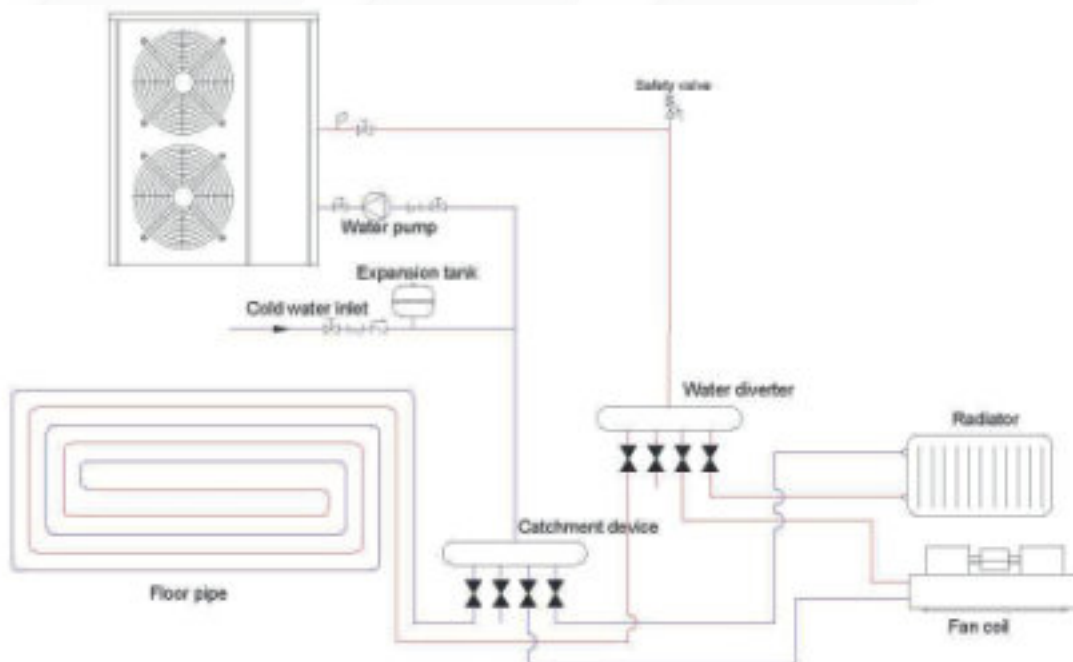 Safety valve
Water pump
Expansion tank
Cold water inlet
Water diverter
Radiator
Catchment device
Floor pipe
Fan coil